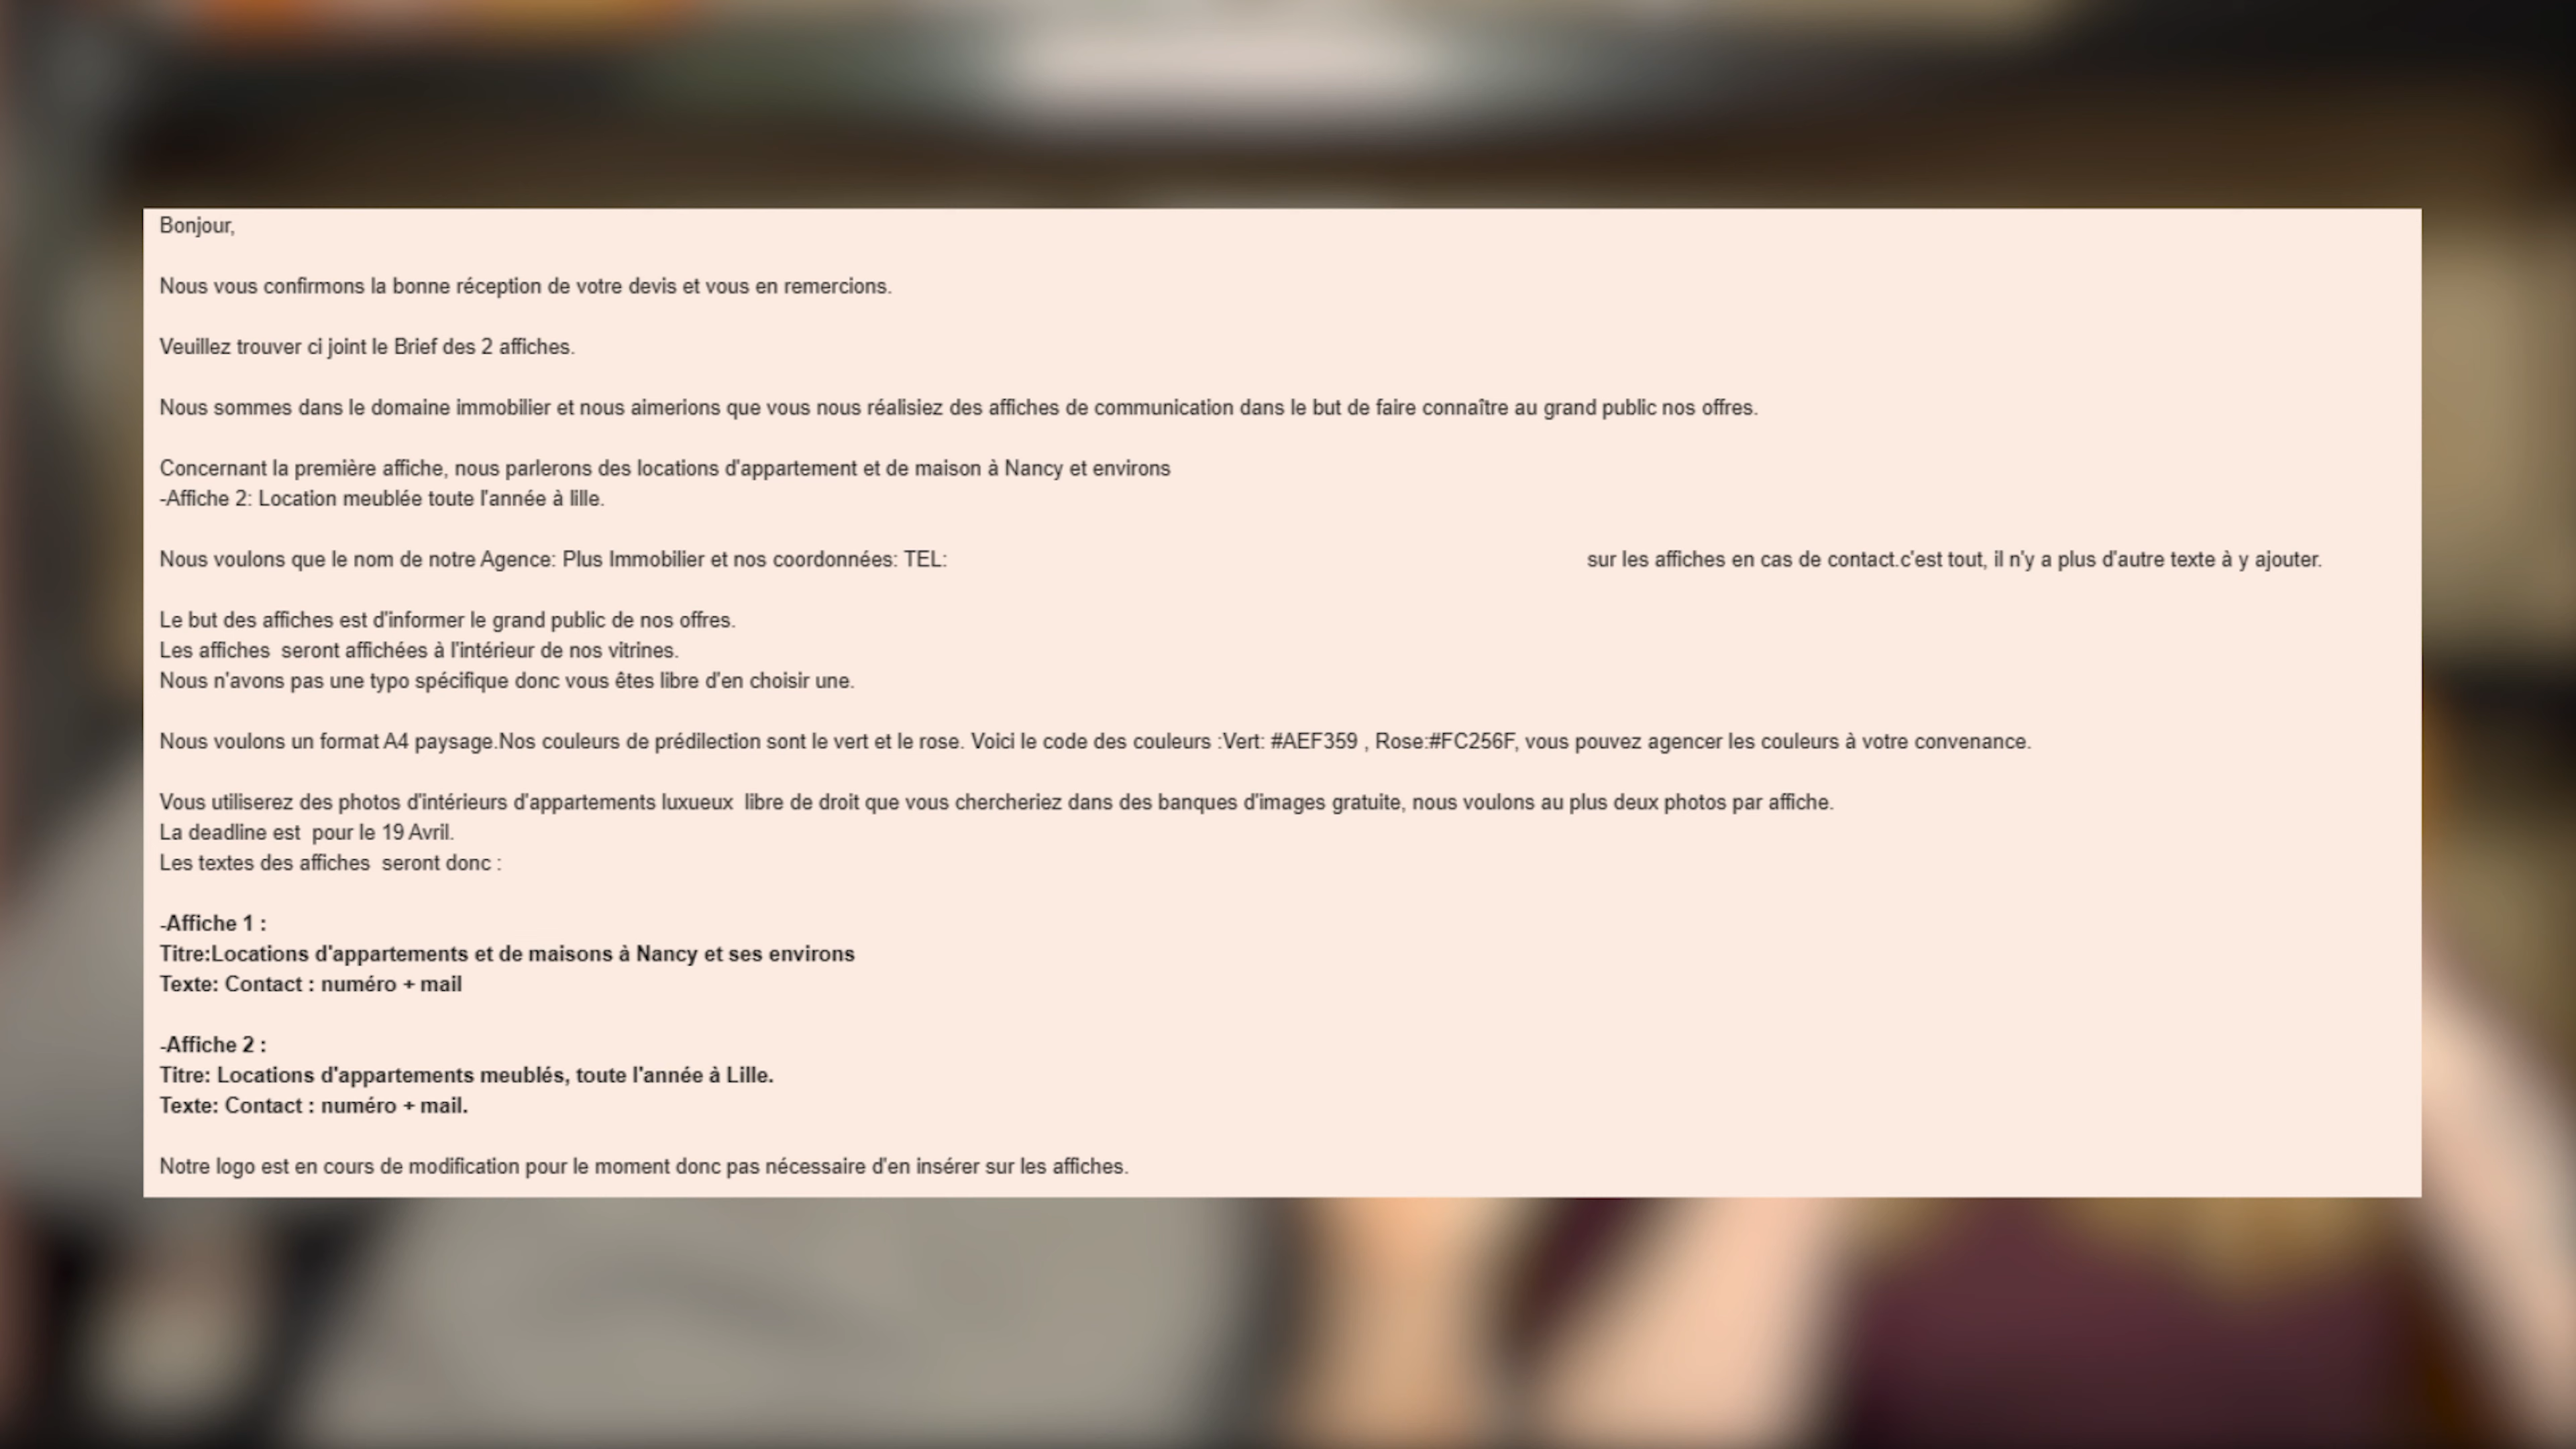 Bonjour,
Nous vous confirmons la bonne réception de votre devis et vous en remercions.
Veuillez trouver ci joint le Brief des 2 affiches.
Nous sommes dans le domaine immobilier et nous aimerions que vous nous réalisiez des affiches de communication dans le but de faire connaître au grand public nos offres.
Concernant la première affiche, nous parlerons des locations d'appartement et de maison à Nancy et environs
-Affiche 2: Location meublée toute l'année à lille.
Nous voulons que le nom de notre Agence: Plus Immobilier et nos coordonnées: TEL: sur les affiches en cas de contact.c'est tout, il n'y a plus d'autre texte à y ajouter.
Le but des affiches est d'informer le grand public de nos offres.
Les affiches  seront affichées à l'intérieur de nos vitrines.
Nous n'avons pas une typo spécifique donc vous êtes libre d'en choisir une.
Nous voulons un format A4 paysage.Nos couleurs de prédilection sont le vert et le rose. Voici le code des couleurs :Vert: #AEF359 , Rose:#FC256F, vous pouvez agencer les couleurs à votre convenance.
Vous utiliserez des photos d'intérieurs d'appartements luxueux  libre de droit que vous chercheriez dans des banques d'images gratuite, nous voulons au plus deux photos par affiche.
La deadline est  pour le 19 Avril.
Les textes des affiches  seront donc :
-Affiche 1 :
Titre:Locations d'appartements et de maisons à Nancy et ses environs
Texte: Contact : numéro + mail
-Affiche 2 :
Titre: Locations d'appartements meublés, toute l'année à Lille.
Texte: Contact : numéro + mail.
Notre logo est en cours de modification pour le moment donc pas nécessaire d'en insérer sur les affiches.